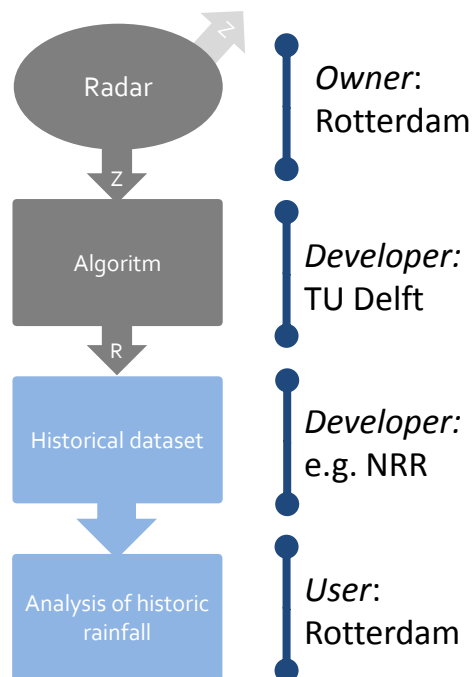 Z
Radar
Owner:
Rotterdam
Z
Algoritm
Developer:
TU Delft
R
Historical dataset
Developer:
e.g. NRR
Analysis of historic
rainfall
User:
Rotterdam